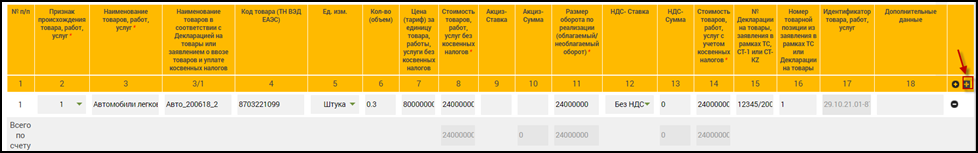 № п/п
Признак происхождения товара, работ, услуг *
Наименование товаров, работ, услуг *
Наименование товаров в соответствии с Декларацией на товары или заявлением о ввозе товаров и уплате косвенных налогов
Код товара (ТН ВЭД ЕАЭС)
Ед. изм.
Кол-во (объем)
Цена (тариф) за единицу товара, работы, услуги без косвенных налогов
Стоимость товаров, работ, услуг без косвенных налогов *
Акциз- Ставка
Акциз- Сумма
Размер оборота по реализации (облагаемый/ необлагаемый оборот) *
НДС- Ставка
НДС- Сумма
Стоимость товаров, работ, услуг с учетом косвенных налогов *
№ Декларации на товары, заявления в рамках ТС, СТ-1 или СТ- KZ
Номер товарной позиции из заявления в рамках ТС или Декларации на товары
Идентификатор товара, работ, услуг
Дополнительные данные
1 2 3 3/1 4 5 6 7 8 9 10 11 12 13 14 15 16 17 18
1 1 Автомобили легков Авто_200618_2 8703221099 Штука 0.3 80000000 24000000 24000000 Без НДС 0 24000000 12345/200 1 29.10.21.01-8
Всего по счету 24000000 0 24000000 0 24000000